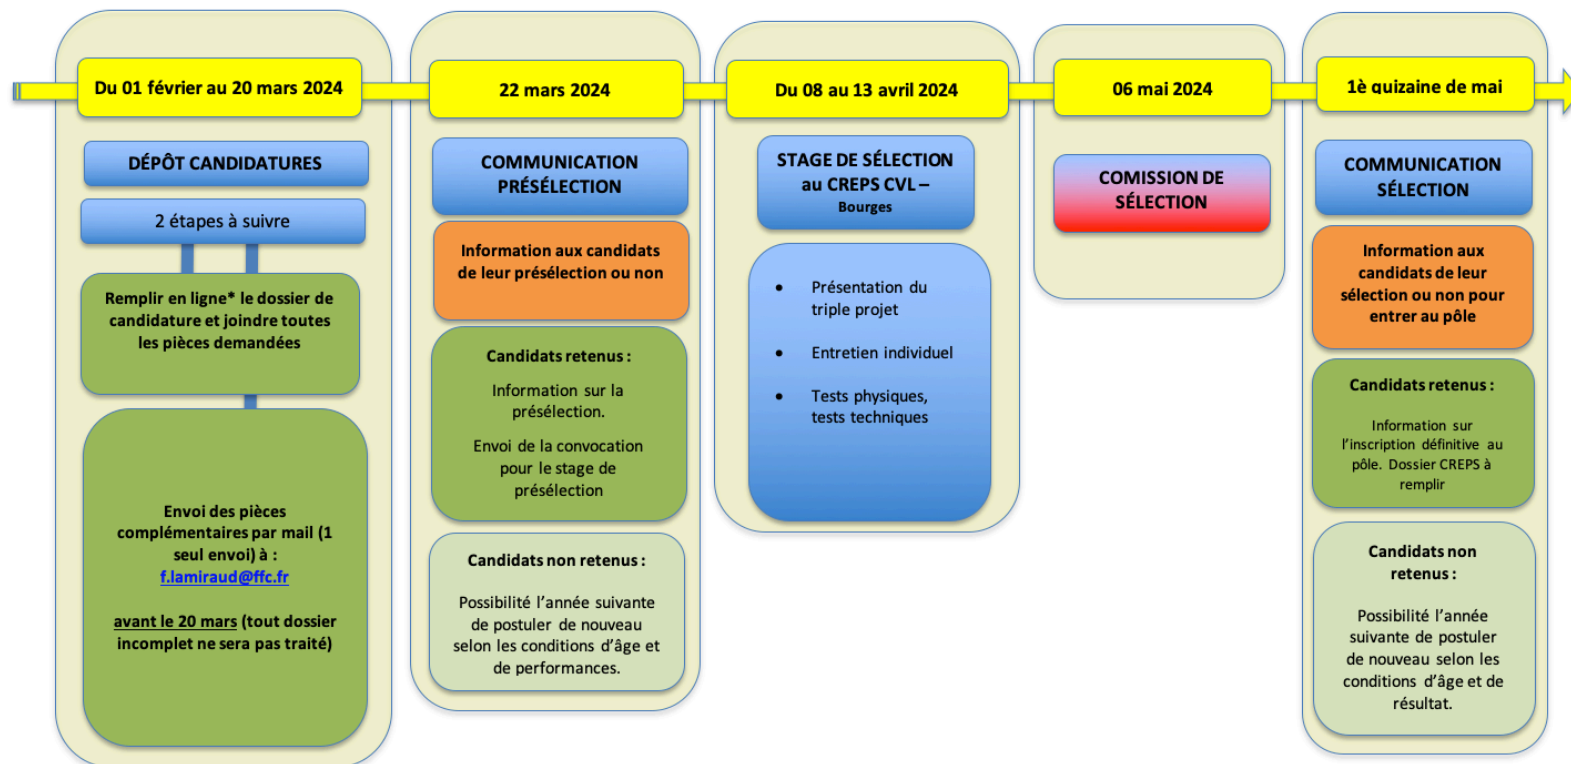 Du 01 février au 20 mars 2024
DÉPÔT CANDIDATURES
2 étapes à suivre
Remplir en ligne* le dossier de
candidature et joindre toutes
les pièces demandées
Envoi des pièces
complémentaires par mail (1
seul envoi) à :
f.lamiraud@ffc.fr
avant le 20 mars (tout dossier
incomplet ne sera pas traité)
22 mars 2024
COMMUNICATION
PRÉSÉLECTION
Information aux candidats
de leur présélection ou non
Candidats retenus :
Information sur la
présélection.
Envoi de la convocation
pour le stage de
présélection
Candidats non retenus :
Possibilité l’année suivante
de postuler de nouveau
selon les conditions d’âge et
de performances.
Du 08 au 13 avril 2024
STAGE DE SÉLECTION
au CREPS CVL –
Bourges
• Présentation du
triple projet
• Entretien individuel
• Tests physiques,
tests techniques
06 mai 2024
COMISSION DE
SÉLECTION
1è quizaine de mai
COMMUNICATION
SÉLECTION
Information aux
candidats de leur
sélection ou non pour
entrer au pôle
Candidats retenus :
Information sur
l’inscription définitive au
pôle. Dossier CREPS à
remplir
Candidats non
retenus :
Possibilité l’année
suivante de postuler
de nouveau selon les
conditions d’âge et de
résultat.